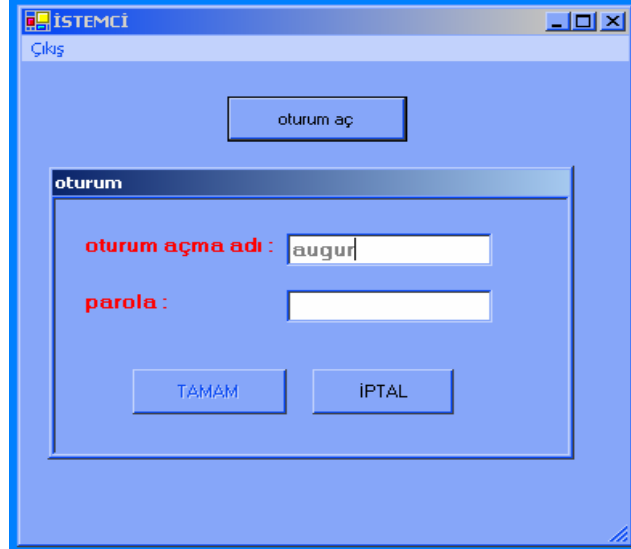 İSTEMCİ
Çıkış
oturum aç
oturum
oturum açma adı : augur
parola :
TAMAM İPTAL